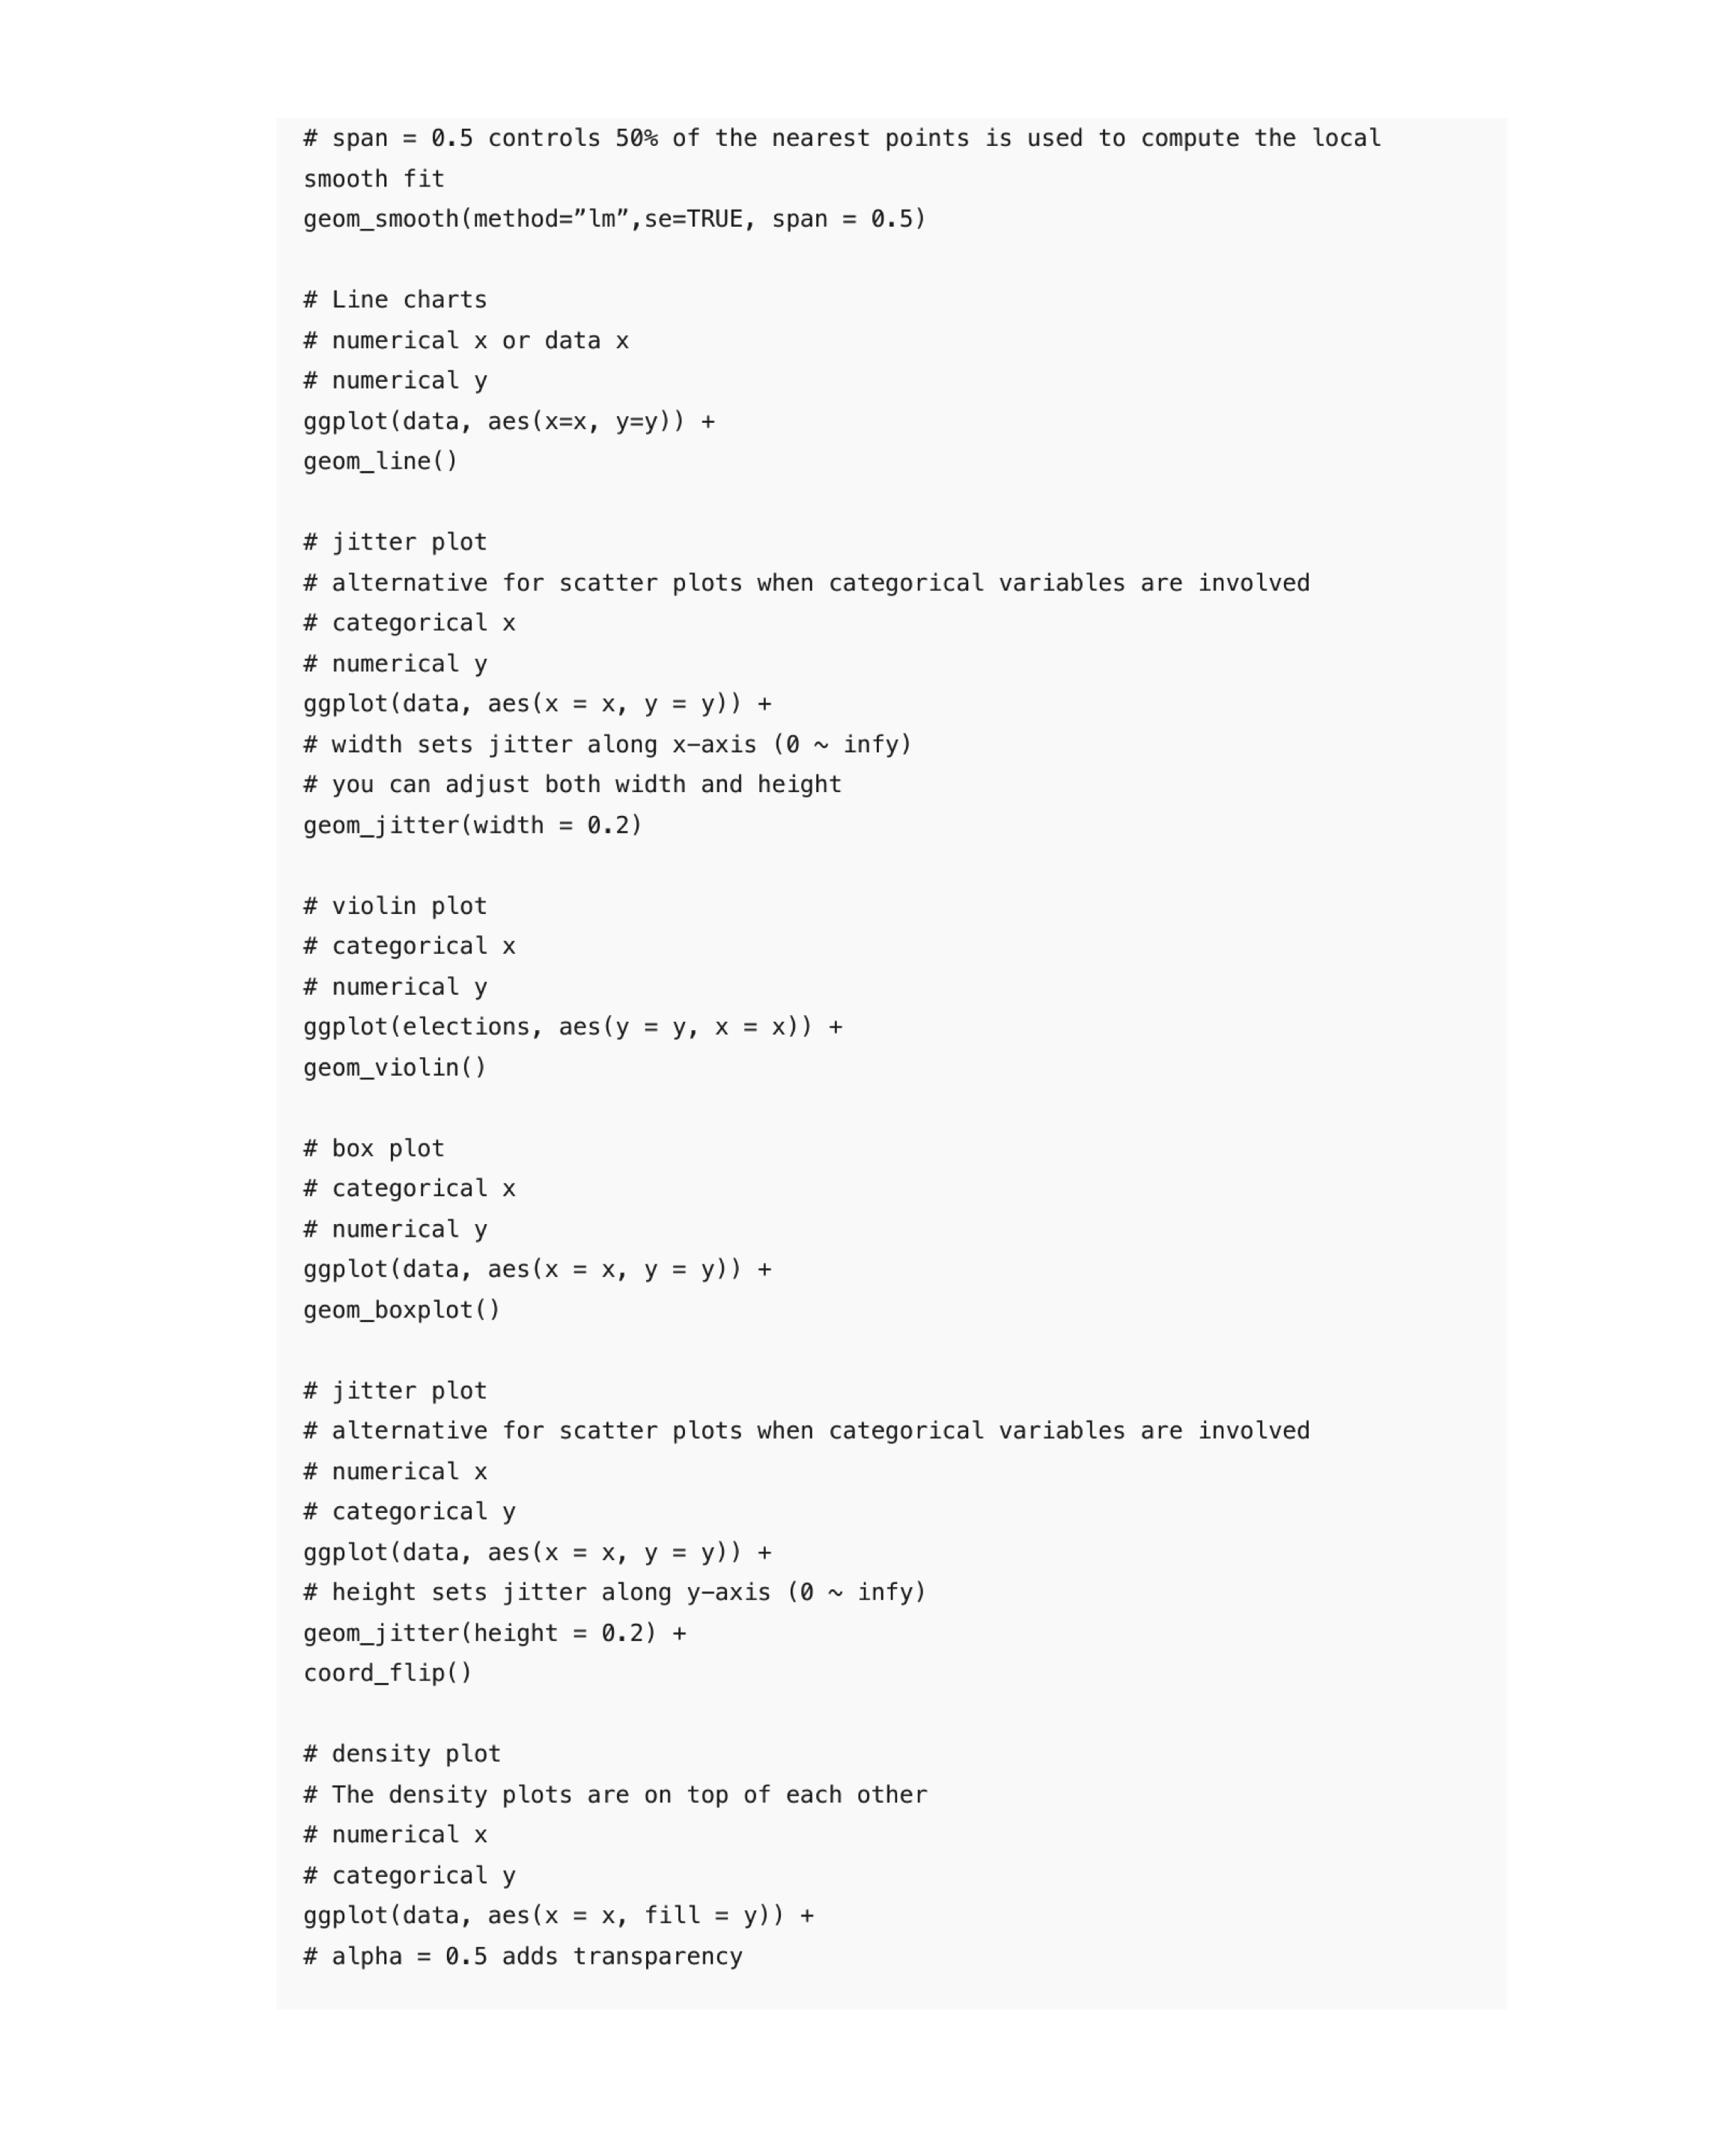 # span = 0.5 controls 50% of the nearest points is used to compute the local
smooth fit
geom_smooth(method=”lm”,se=TRUE, span = 0.5)
# Line charts
# numerical x or data x
# numerical y
ggplot(data, aes(x=x, y=y)) +
geom_line()
# jitter plot
# alternative for scatter plots when categorical variables are involved
# categorical x
# numerical y
ggplot(data, aes(x = x, y = y)) +
# width sets jitter along x-axis (0 ~ infy)
# you can adjust both width and height
geom_jitter(width = 0.2)
# violin plot
# categorical x
# numerical y
ggplot(elections, aes(y = y, x = x)) +
geom_violin()
# box plot
# categorical x
# numerical y
ggplot(data, aes(x = x, y = y)) +
geom_boxplot()
# jitter plot
# alternative for scatter plots when categorical variables are involved
# numerical x
# categorical y
ggplot(data, aes(x = x, y = y)) +
# height sets jitter along y-axis (0 ~ infy)
geom_jitter(height = 0.2) +
coord_flip()
# density plot
# The density plots are on top of each other
# numerical x
# categorical y
ggplot(data, aes(x = x, fill = y)) +
# alpha = 0.5 adds transparency